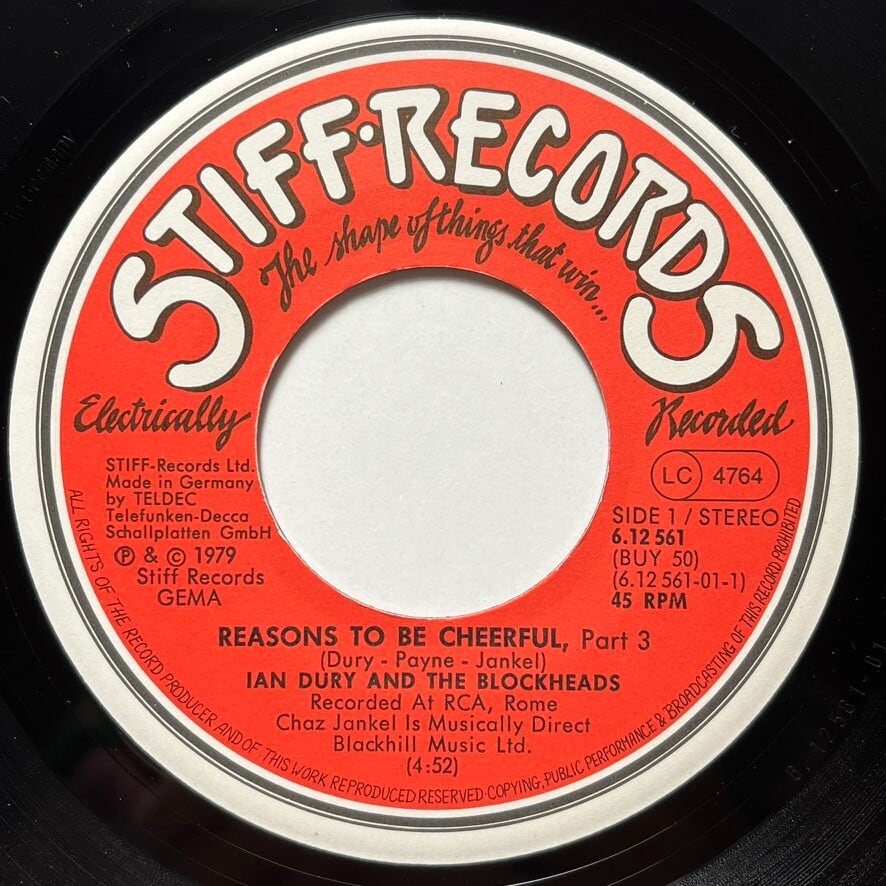 STIFF·RECORDS
The shape of things that win...
Electrically
Recorded
STIFF-Records Ltd.
Made in Germany
by TELDEC
Telefunken-Decca
Schallplatten GmbH
Ⓟ & © 1979
Stiff Records
GEMA
LC 4764
SIDE 1 / STEREO
6.12 561
(BUY 50)
(6.12 561-01-1)
45 RPM
REASONS TO BE CHEERFUL, Part 3
(Dury - Payne - Jankel)
IAN DURY AND THE BLOCKHEADS
Recorded At RCA, Rome
Chaz Jankel Is Musically Direct
Blackhill Music Ltd.
(4:52)
ALL RIGHTS OF THE RECORD PRODUCER AND OF THIS WORK REPRODUCED RESERVED·COPYING, PUBLIC PERFORMANCE & BROADCASTING OF THIS RECORD PROHIBITED